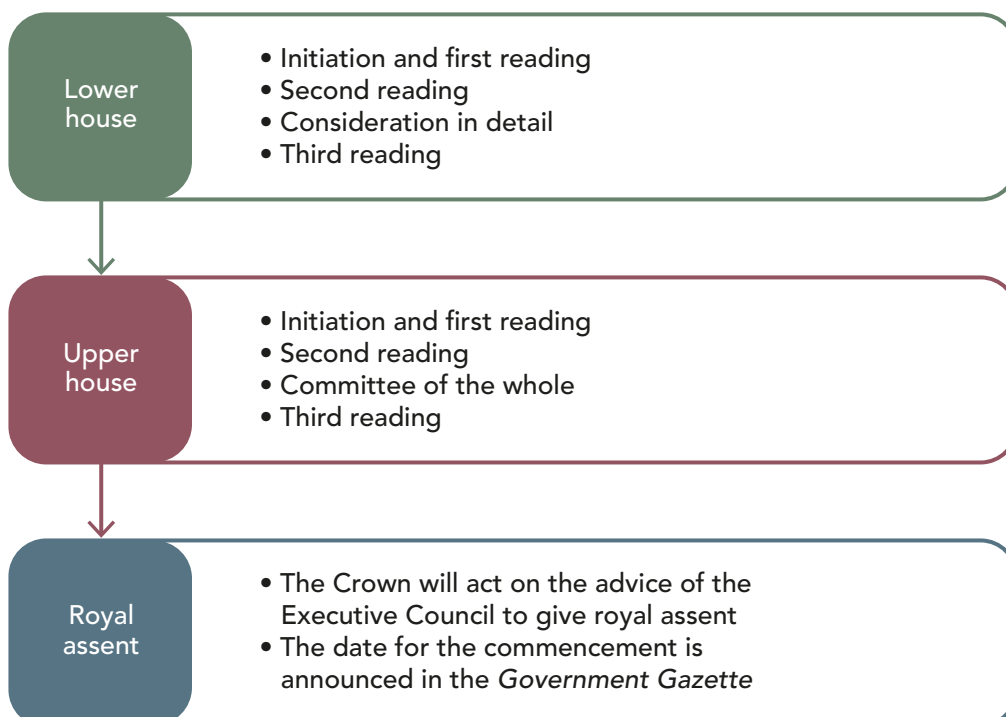 Lower
house
• Initiation and first reading
• Second reading
• Consideration in detail
• Third reading
Upper
house
• Initiation and first reading
• Second reading
• Committee of the whole
• Third reading
Royal
assent
• The Crown will act on the advice of the
Executive Council to give royal assent
• The date for the commencement is
announced in the Government Gazette